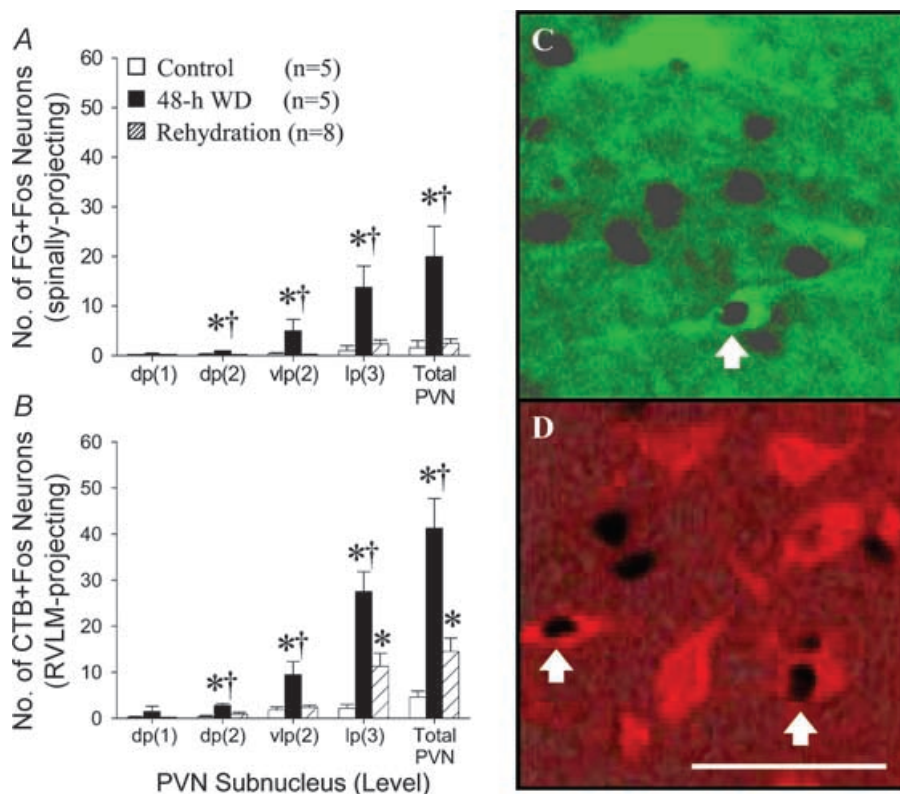 A
60
50
40
30
20
10
0
No. of FG+Fos Neurons
(spinally-projecting)
Control (n=5)
48-h WD (n=5)
Rehydration (n=8)
*†
*†
*†
*†
dp(1) dp(2) vlp(2) lp(3) Total
PVN
B
60
50
40
30
20
10
0
No. of CTB+Fos Neurons
(RVLM-projecting)
*†
*†
*†
*
*†
*
dp(1) dp(2) vlp(2) lp(3) Total
PVN
PVN Subnucleus (Level)
C
D